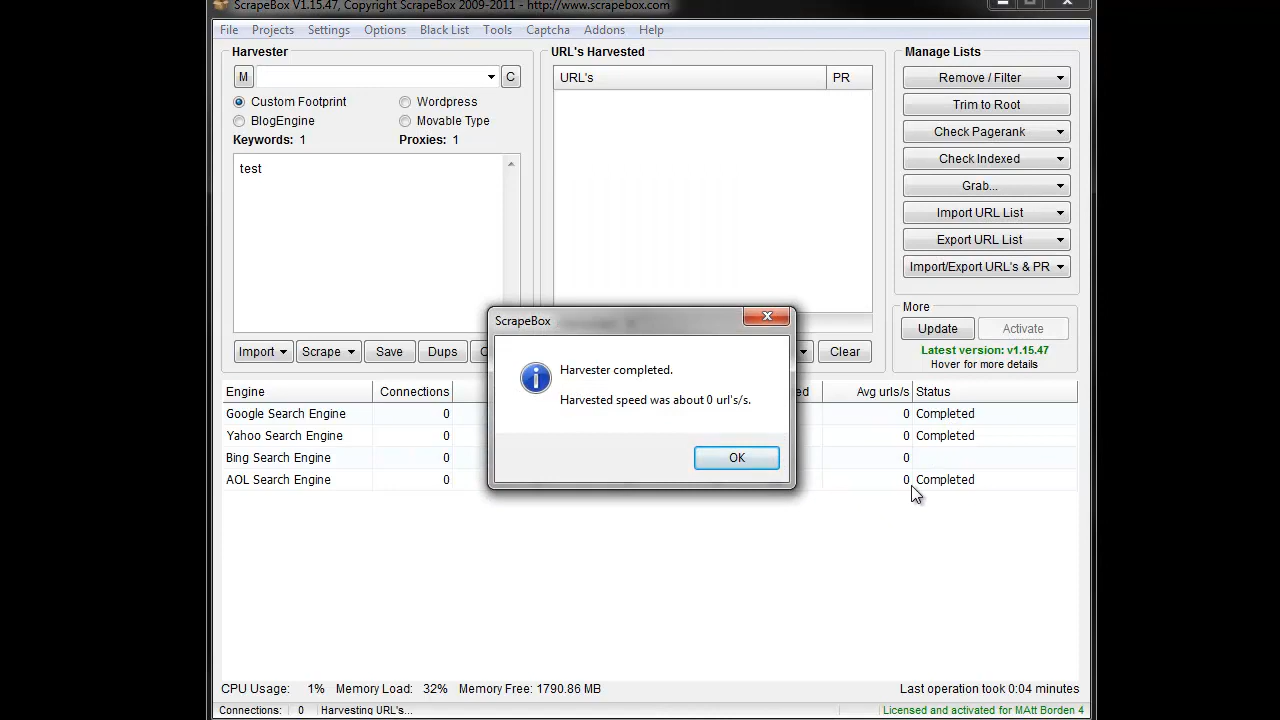 ScrapeBox V1.15.47, Copyright ScrapeBox 2009-2011 - http://www.scrapebox.com
File Projects Settings Options Black List Tools Captcha Addons Help
Harvester
M C
Custom Footprint Wordpress
BlogEngine Movable Type
Keywords: 1 Proxies: 1
test
Import Scrape Save Dups
URL's Harvested
URL's PR
Clear
Manage Lists
Remove / Filter
Trim to Root
Check Pagerank
Check Indexed
Grab...
Import URL List
Export URL List
Import/Export URL's & PR
More
Update Activate
Latest version: v1.15.47
Hover for more details
ScrapeBox
Harvester completed.
Harvested speed was about 0 url's/s.
OK
Engine Connections Avg urls/s Status
Google Search Engine 0 0 Completed
Yahoo Search Engine 0 0 Completed
Bing Search Engine 0 0
AOL Search Engine 0 0 Completed
CPU Usage: 1% Memory Load: 32% Memory Free: 1790.86 MB Last operation took 0:04 minutes
Connections: 0 Harvesting URL's... Licensed and activated for MAtt Borden 4